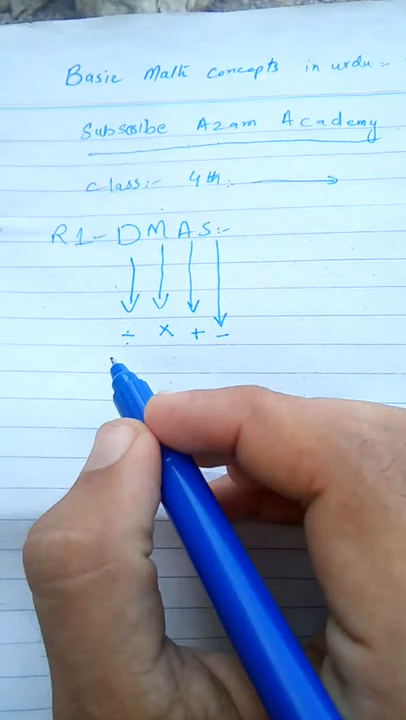 Basic Math concepts in urdu:-
Subscribe Azam Academy
Class:- 4th:
R1:- DMAS:-
÷ × + -